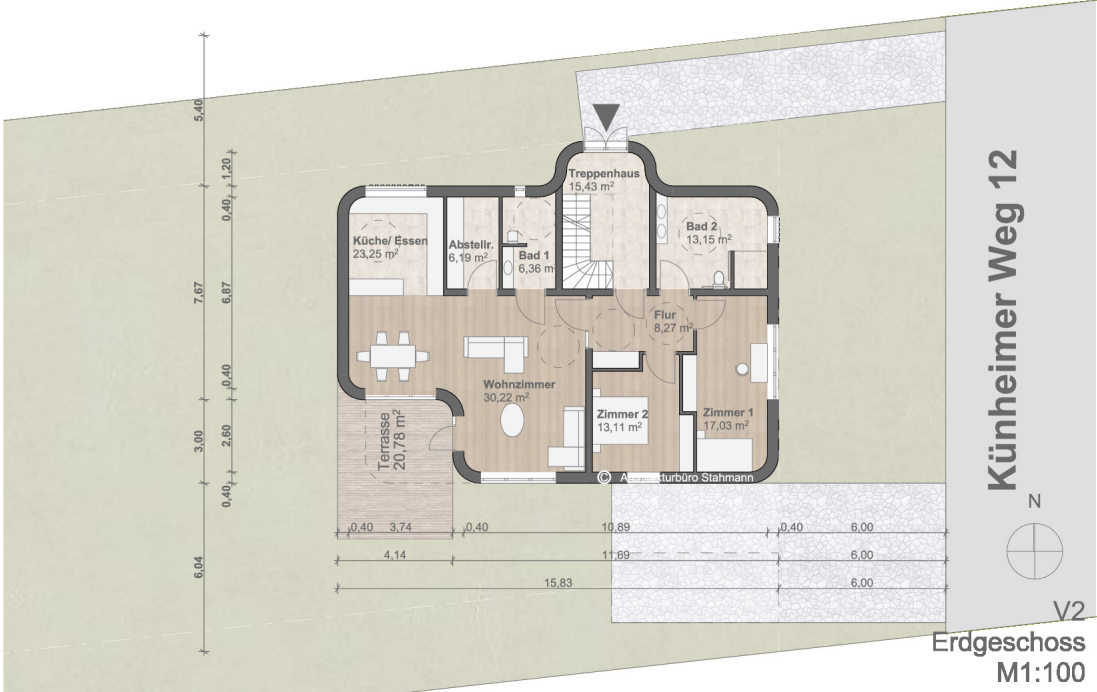 5,40
1,20
0,40
7,67
6,87
0,40
3,00
2,60
0,40
6,04
Treppenhaus
15,43 m²
Küche/ Essen
23,25 m²
Abstellr.
6,19 m²
Bad 1
6,36 m
Bad 2
13,15 m²
Flur
8,27 m²
Wohnzimmer
30,22 m²
Zimmer 2
13,11 m²
Zimmer 1
17,03 m²
Terrasse
20,78 m²
© Stahmann
0,40 3,74 0,40 10,89 0,40 6,00
4,14 11,69 6,00
15,83 6,00
Künheimer Weg 12
N
V2
Erdgeschoss
M1:100